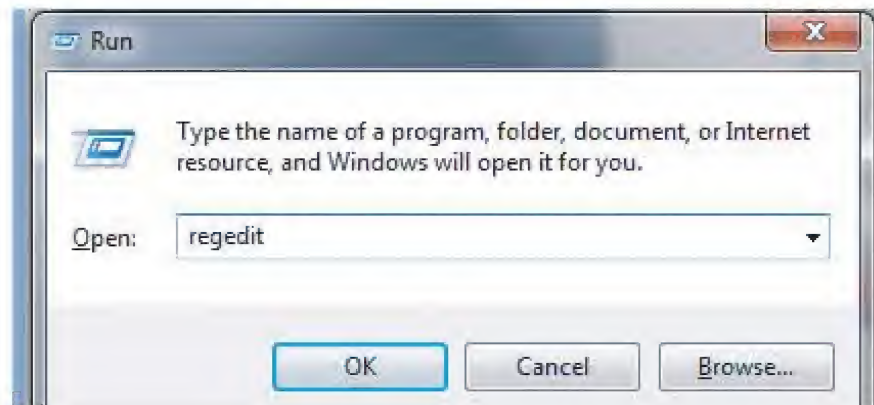 Run
Type the name of a program, folder, document, or Internet
resource, and Windows will open it for you.
Open:
regedit
OK
Cancel
Browse...